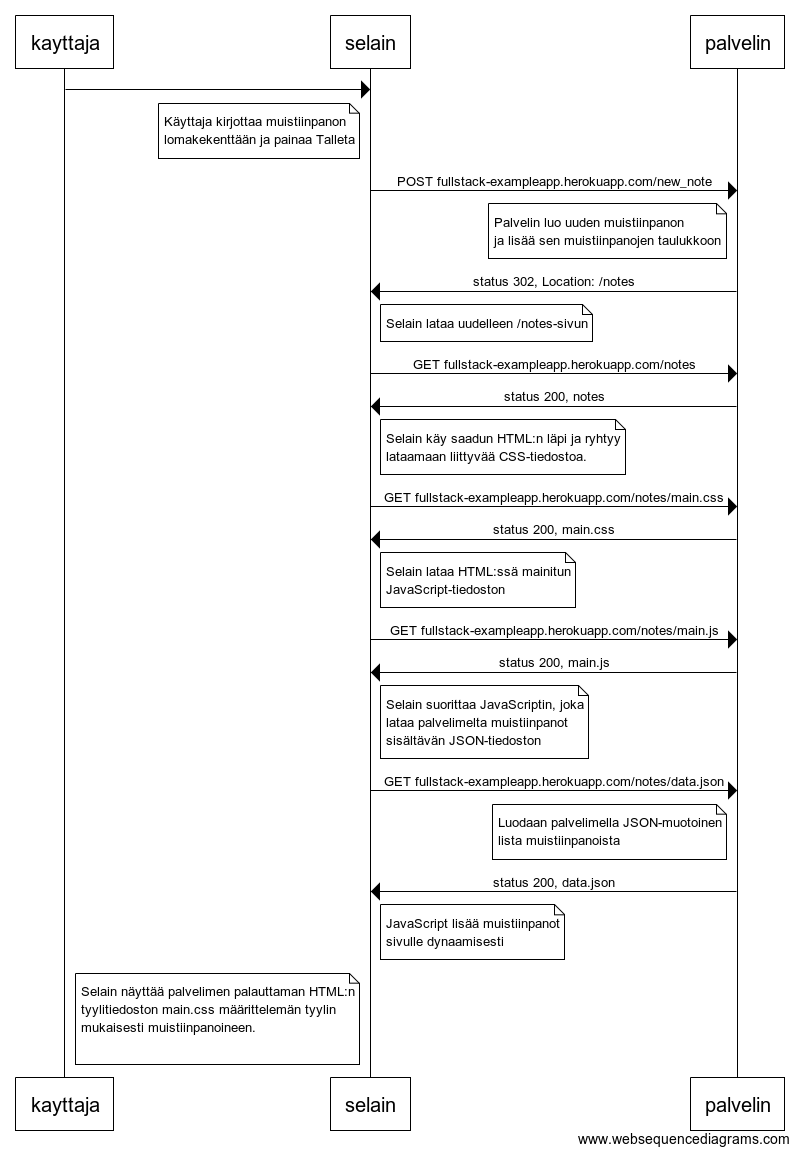 kayttaja
selain
palvelin
Käyttaja kirjottaa muistiinpanon
lomakekenttään ja painaa Talleta
POST fullstack-exampleapp.herokuapp.com/new_note
Palvelin luo uuden muistiinpanon
ja lisää sen muistiinpanojen taulukkoon
status 302, Location: /notes
Selain lataa uudelleen /notes-sivun
GET fullstack-exampleapp.herokuapp.com/notes
status 200, notes
Selain käy saadun HTML:n läpi ja ryhtyy
lataamaan liittyvää CSS-tiedostoa.
GET fullstack-exampleapp.herokuapp.com/notes/main.css
status 200, main.css
Selain lataa HTML:ssä mainitun
JavaScript-tiedoston
GET fullstack-exampleapp.herokuapp.com/notes/main.js
status 200, main.js
Selain suorittaa JavaScriptin, joka
lataa palvelimelta muistiinpanot
sisältävän JSON-tiedoston
GET fullstack-exampleapp.herokuapp.com/notes/data.json
Luodaan palvelimella JSON-muotoinen
lista muistiinpanoista
status 200, data.json
JavaScript lisää muistiinpanot
sivulle dynaamisesti
Selain näyttää palvelimen palauttaman HTML:n
tyylitiedoston main.css määrittelemän tyylin
mukaisesti muistiinpanoineen.
kayttaja
selain
palvelin
www.websequencediagrams.com